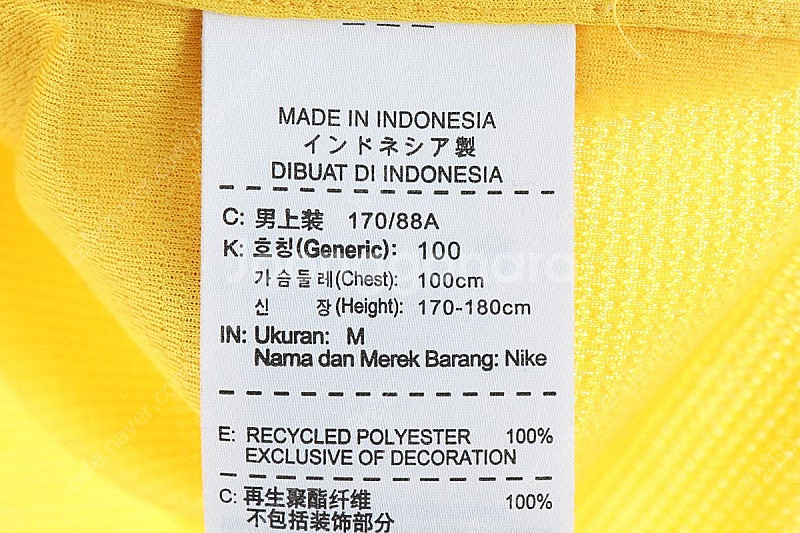 MADE IN INDONESIA
インドネシア製
DIBUAT DI INDONESIA
C: 男上装 170/88A
K: 호칭(Generic): 100
가슴둘레(Chest): 100cm
신 장(Height): 170-180cm
IN: Ukuran: M
Nama dan Merek Barang: Nike
E: RECYCLED POLYESTER 100%
EXCLUSIVE OF DECORATION
C: 再生聚酯纤维 100%
不包括装饰部分